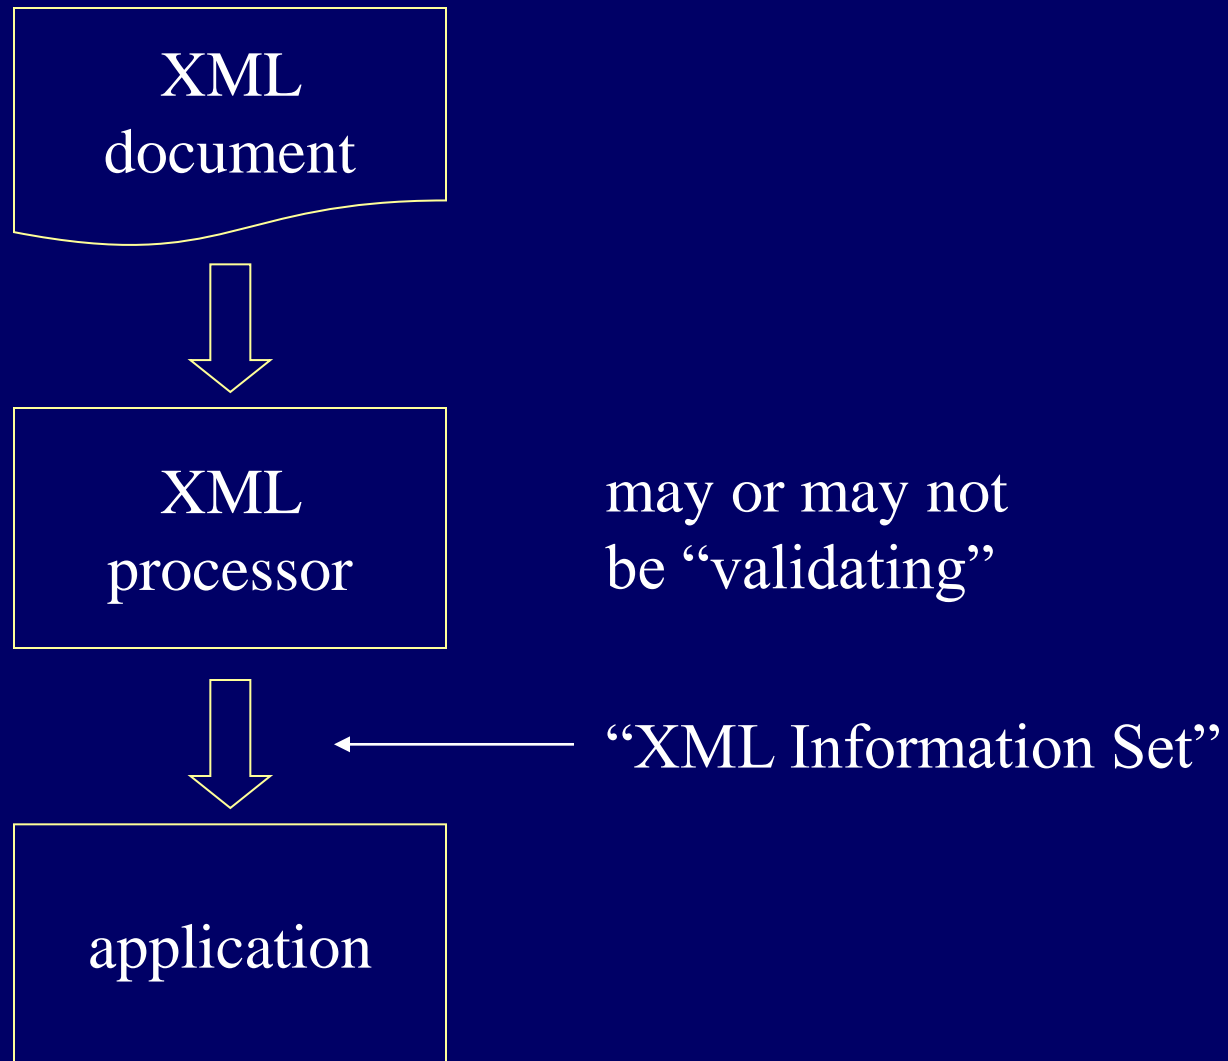 XML
document
XML
processor
may or may not
be “validating”
“XML Information Set”
application